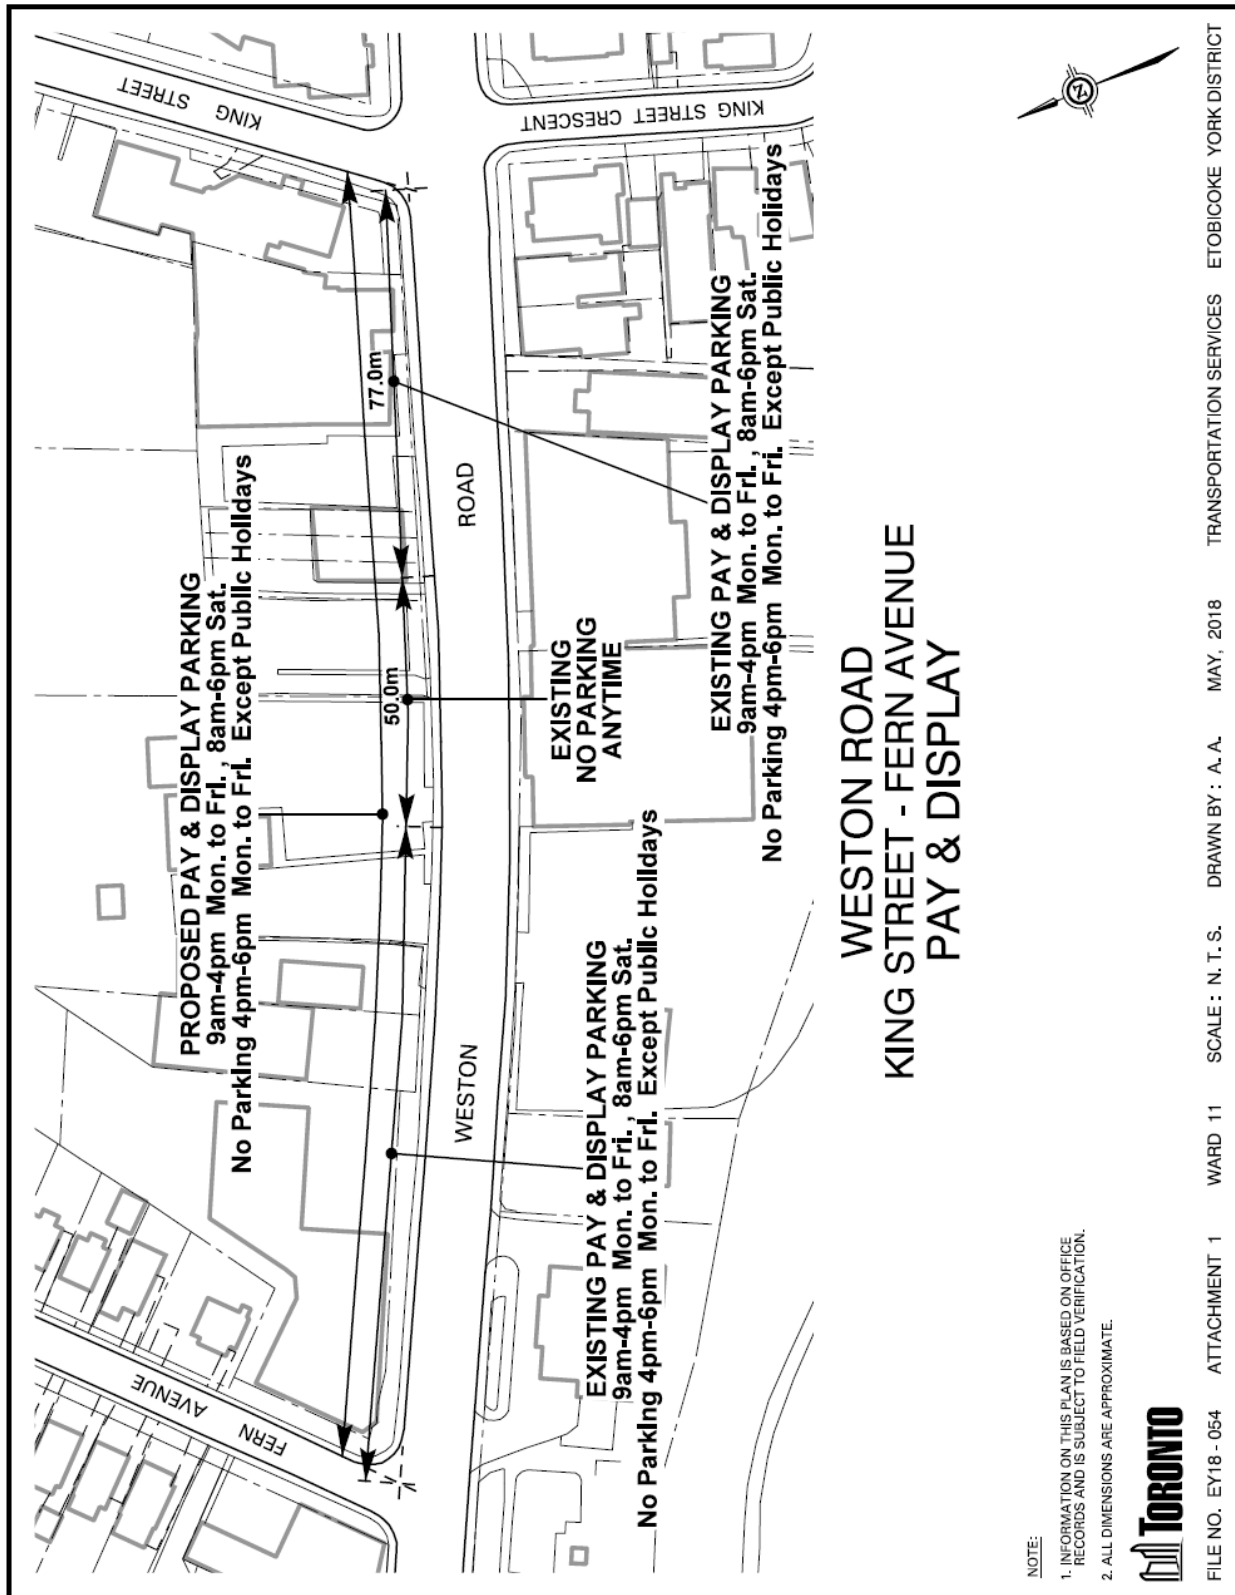 KING STREET
KING STREET CRESCENT
FERN AVENUE
WESTON ROAD
N
PROPOSED PAY & DISPLAY PARKING
9am-4pm Mon. to Fri., 8am-6pm Sat.
No Parking 4pm-6pm Mon. to Fri. Except Public Holidays
77.0m
50.0m
EXISTING
NO PARKING
ANYTIME
EXISTING PAY & DISPLAY PARKING
9am-4pm Mon. to Fri., 8am-6pm Sat.
No Parking 4pm-6pm Mon. to Fri. Except Public Holidays
EXISTING PAY & DISPLAY PARKING
9am-4pm Mon. to Fri., 8am-6pm Sat.
No Parking 4pm-6pm Mon. to Fri. Except Public Holidays
WESTON ROAD
KING STREET - FERN AVENUE
PAY & DISPLAY
NOTE:
1. INFORMATION ON THIS PLAN IS BASED ON OFFICE
RECORDS AND IS SUBJECT TO FIELD VERIFICATION.
2. ALL DIMENSIONS ARE APPROXIMATE.
TORONTO
FILE NO. EY18 - 054 ATTACHMENT 1 WARD 11 SCALE : N. T. S. DRAWN BY : A. A. MAY, 2018 TRANSPORTATION SERVICES ETOBICOKE YORK DISTRICT